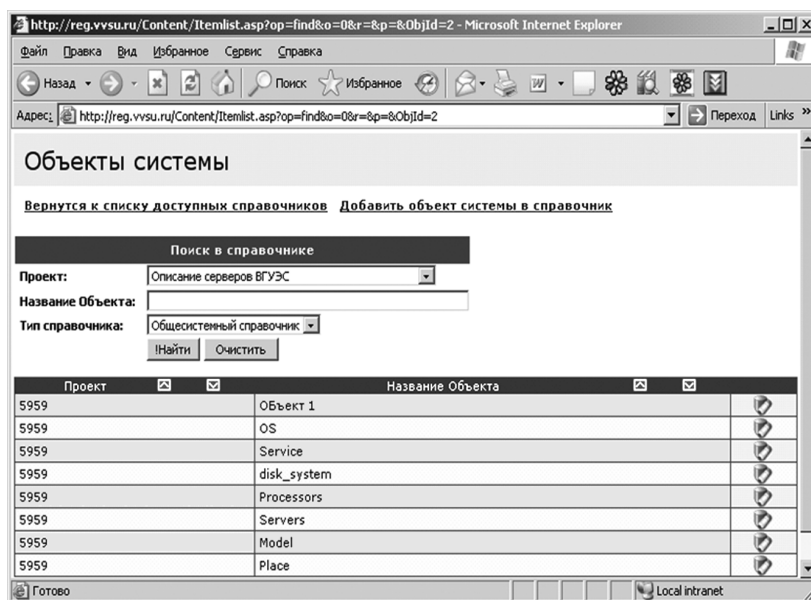 http://reg.vvsu.ru/Content/Itemlist.asp?op=find&o=0&r=&p=&ObjId=2 - Microsoft Internet Explorer
Файл Правка Вид Избранное Сервис Справка
Назад Поиск Избранное
Адрес: http://reg.vvsu.ru/Content/Itemlist.asp?op=find&o=0&r=&p=&ObjId=2 Переход Links »
Объекты системы
Вернутся к списку доступных справочников Добавить объект системы в справочник
Поиск в справочнике
Проект: Описание серверов ВГУЭС
Название Объекта:
Тип справочника: Общесистемный справочник
!Найти Очистить
Проект Название Объекта
5959 ОБъект 1
5959 OS
5959 Service
5959 disk_system
5959 Processors
5959 Servers
5959 Model
5959 Place
Готово Local intranet